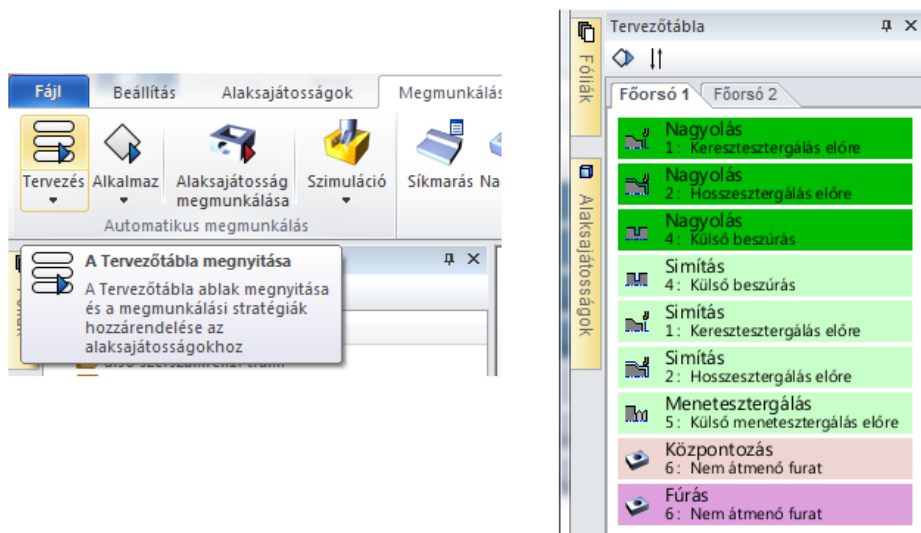 Fájl
Beállítás
Alaksajátosságok
Megmunkálás
Tervezés
Alkalmaz
Alaksajátosság
megmunkálása
Szimuláció
Síkmarás
Na
Automatikus megmunkálás
A Tervezőtábla megnyitása
A Tervezőtábla ablak megnyitása
és a megmunkálási stratégiák
hozzárendelése az
alaksajátosságokhoz
Tervezőtábla
Fóliák
Alaksajátosságok
Főorsó 1
Főorsó 2
Nagyolás
1: Keresztesztergálás előre
Nagyolás
2: Hosszesztergálás előre
Nagyolás
4: Külső beszúrás
Simítás
4: Külső beszúrás
Simítás
1: Keresztesztergálás előre
Simítás
2: Hosszesztergálás előre
Menetesztergálás
5: Külső menetesztergálás előre
Központozás
6: Nem átmenő furat
Fúrás
6: Nem átmenő furat